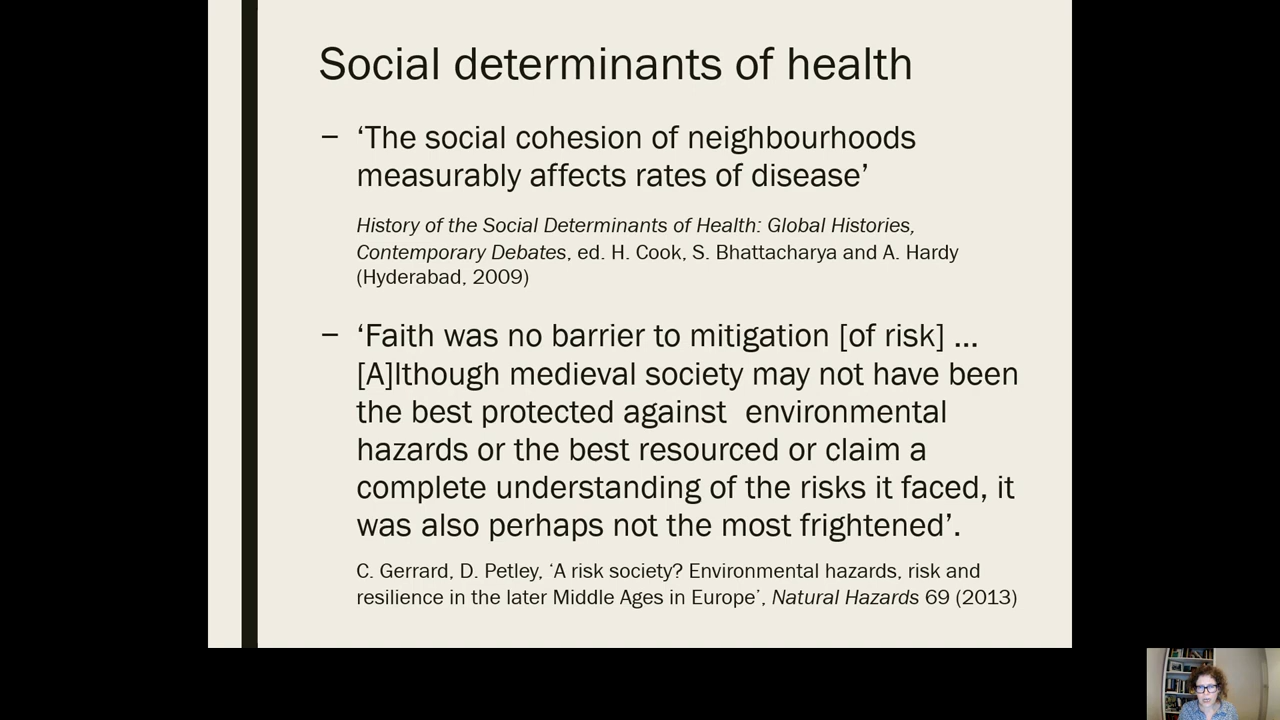 Social determinants of health
– ‘The social cohesion of neighbourhoods
measurably affects rates of disease’
History of the Social Determinants of Health: Global Histories,
Contemporary Debates, ed. H. Cook, S. Bhattacharya and A. Hardy
(Hyderabad, 2009)
– ‘Faith was no barrier to mitigation [of risk] ...
[A]lthough medieval society may not have been
the best protected against  environmental
hazards or the best resourced or claim a
complete understanding of the risks it faced, it
was also perhaps not the most frightened’.
C. Gerrard, D. Petley, ‘A risk society? Environmental hazards, risk and
resilience in the later Middle Ages in Europe’, Natural Hazards 69 (2013)